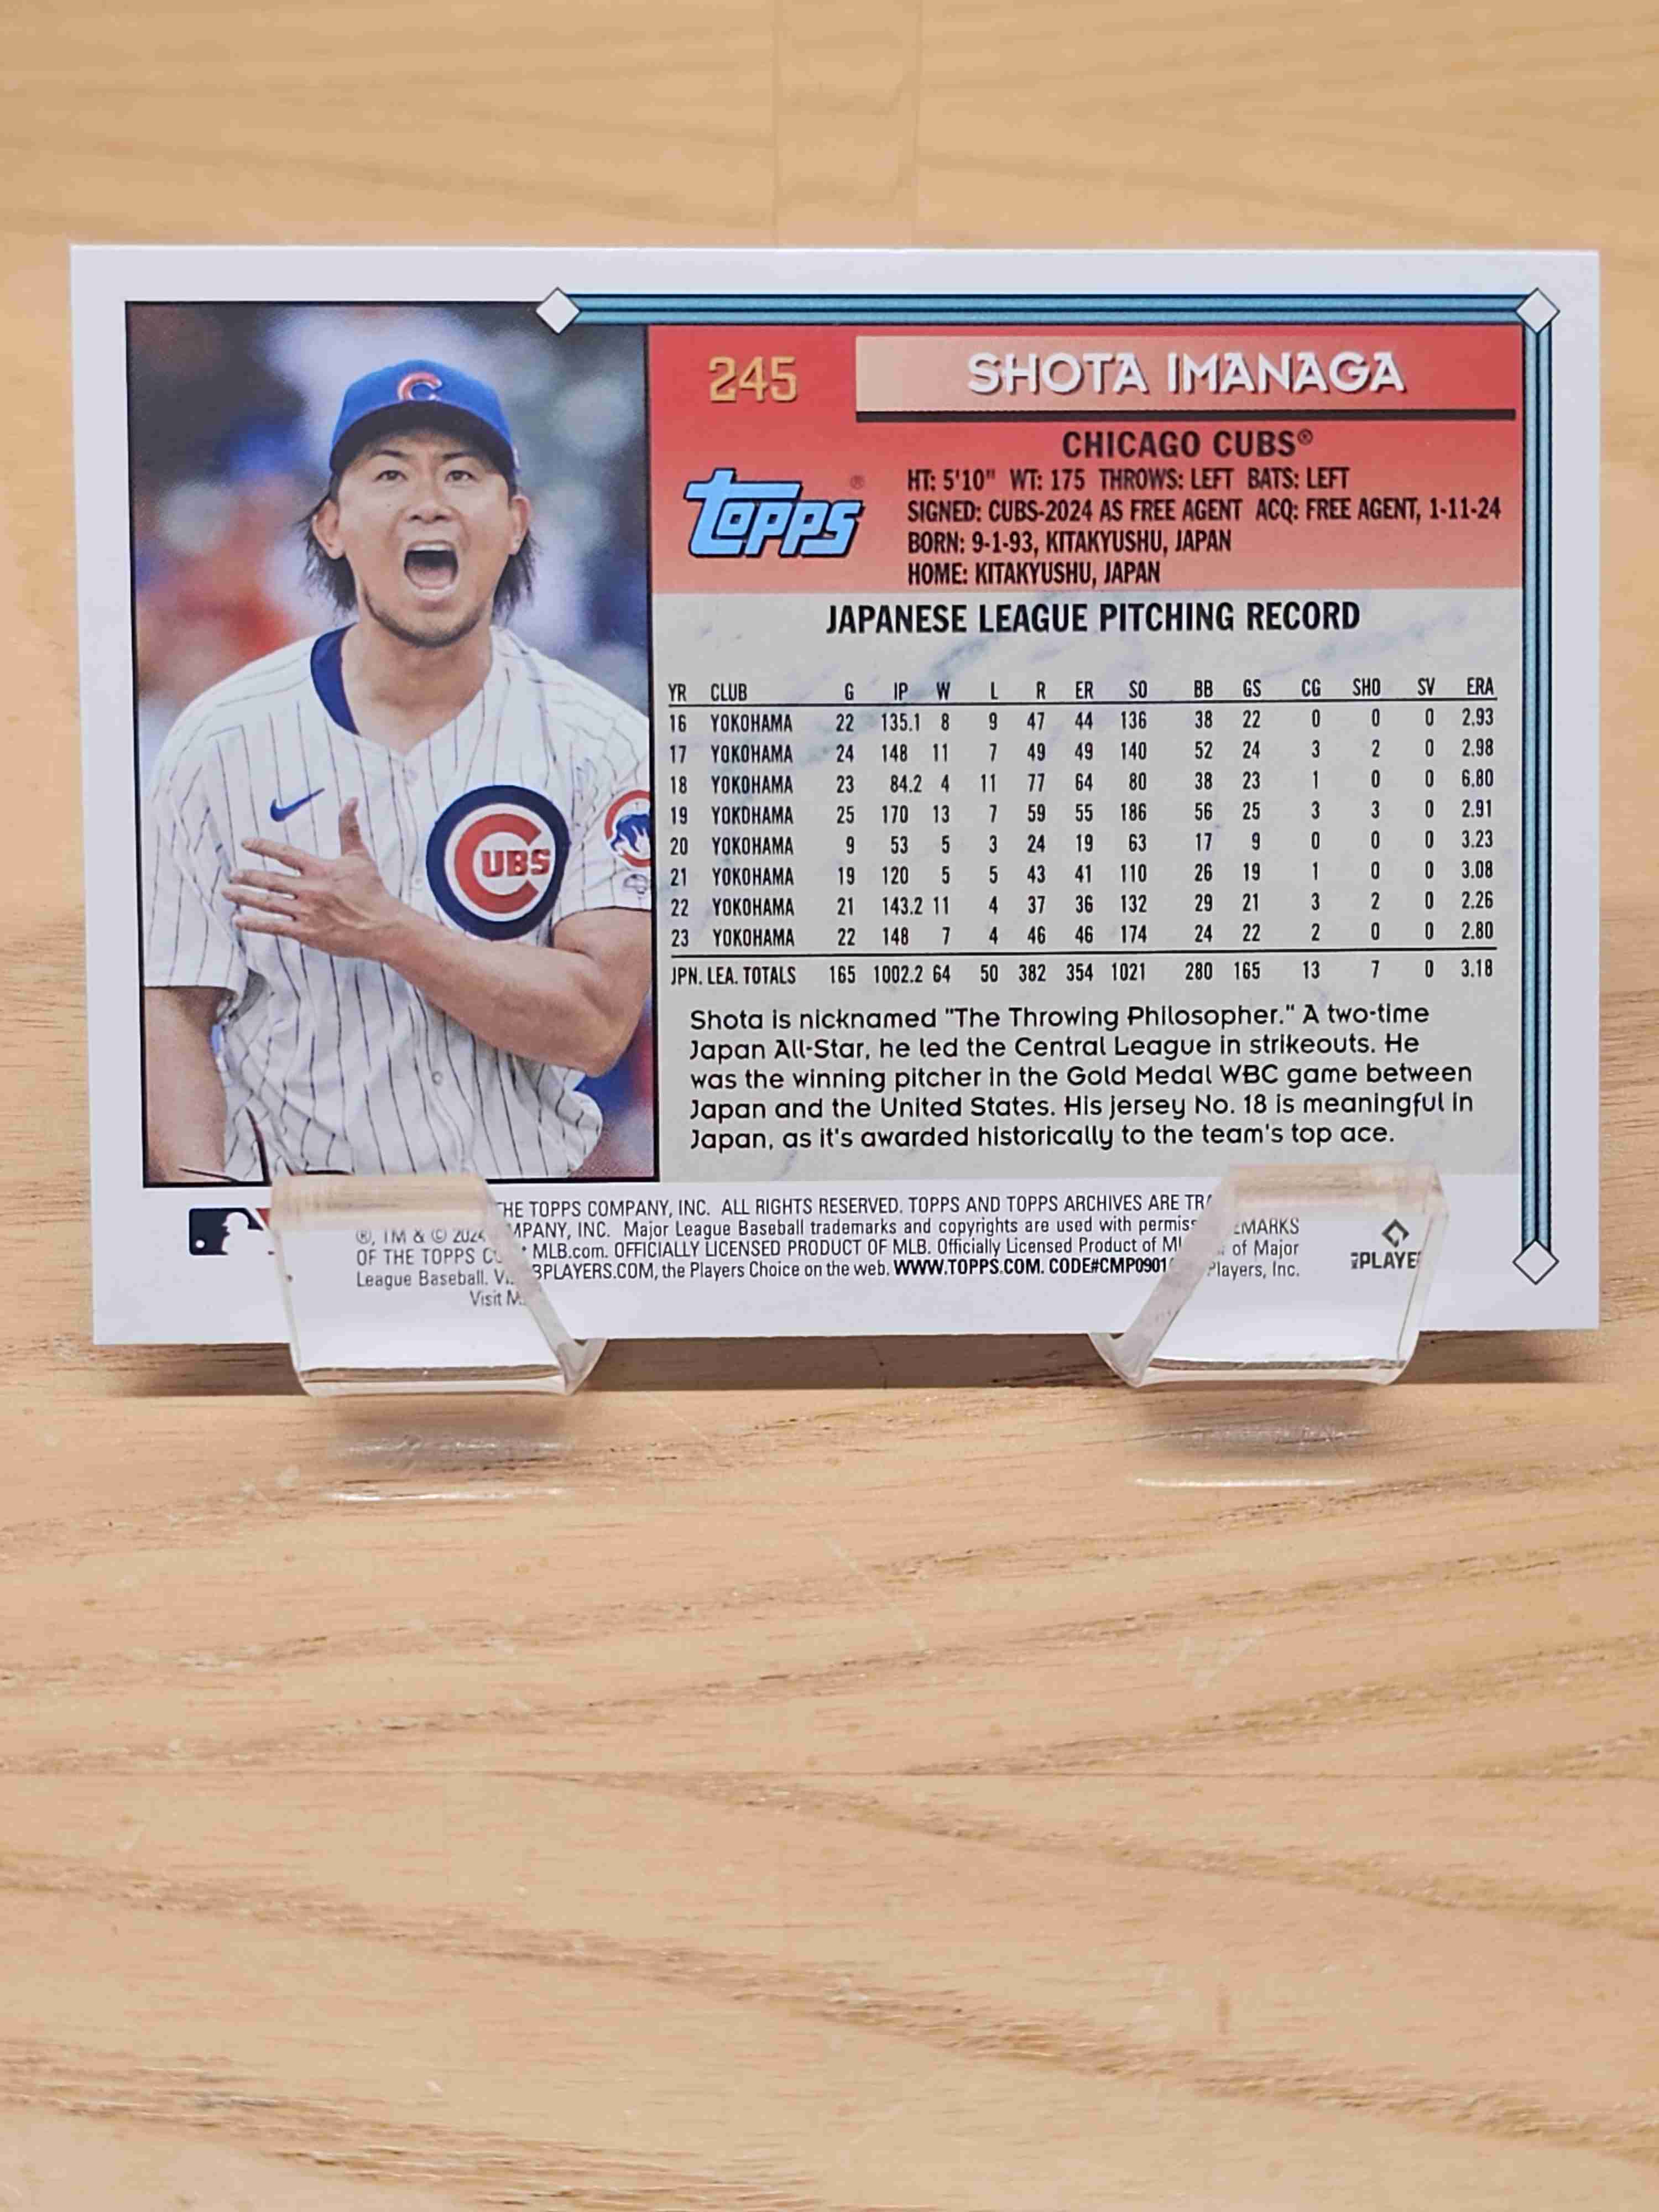 245
SHOTA IMANAGA
CHICAGO CUBS®
topps®
HT: 5'10" WT: 175 THROWS: LEFT BATS: LEFT
SIGNED: CUBS-2024 AS FREE AGENT ACQ: FREE AGENT, 1-11-24
BORN: 9-1-93, KITAKYUSHU, JAPAN
HOME: KITAKYUSHU, JAPAN
C
CUBS
JAPANESE LEAGUE PITCHING RECORD
YR CLUB G IP W L R ER SO BB GS CG SHO SV ERA
16 YOKOHAMA 22 135.1 8 9 47 44 136 38 22 0 0 0 2.93
17 YOKOHAMA 24 148 11 7 49 49 140 52 24 3 2 0 2.98
18 YOKOHAMA 23 84.2 4 11 77 64 80 38 23 1 0 0 6.80
19 YOKOHAMA 25 170 13 7 59 55 186 56 25 3 3 0 2.91
20 YOKOHAMA 9 53 5 3 24 19 63 17 9 0 0 0 3.23
21 YOKOHAMA 19 120 5 5 43 41 110 26 19 1 0 0 3.08
22 YOKOHAMA 21 143.2 11 4 37 36 132 29 21 3 2 0 2.26
23 YOKOHAMA 22 148 7 4 46 46 174 24 22 2 0 0 2.80
JPN. LEA. TOTALS 165 1002.2 64 50 382 354 1021 280 165 13 7 0 3.18
Shota is nicknamed "The Throwing Philosopher." A two-time
Japan All-Star, he led the Central League in strikeouts. He
was the winning pitcher in the Gold Medal WBC game between
Japan and the United States. His jersey No. 18 is meaningful in
Japan, as it's awarded historically to the team's top ace.
®, TM & © 2024 THE TOPPS COMPANY, INC. ALL RIGHTS RESERVED. TOPPS AND TOPPS ARCHIVES ARE
OF THE TOPPS INC. Major League Baseball trademarks and copyrights are used with of Major
League Baseball. MLB.com. OFFICIALLY LICENSED PRODUCT OF MLB. Officially Licensed Product of Players, Inc.
Visit the Players Choice on the web. WWW.TOPPS.COM.